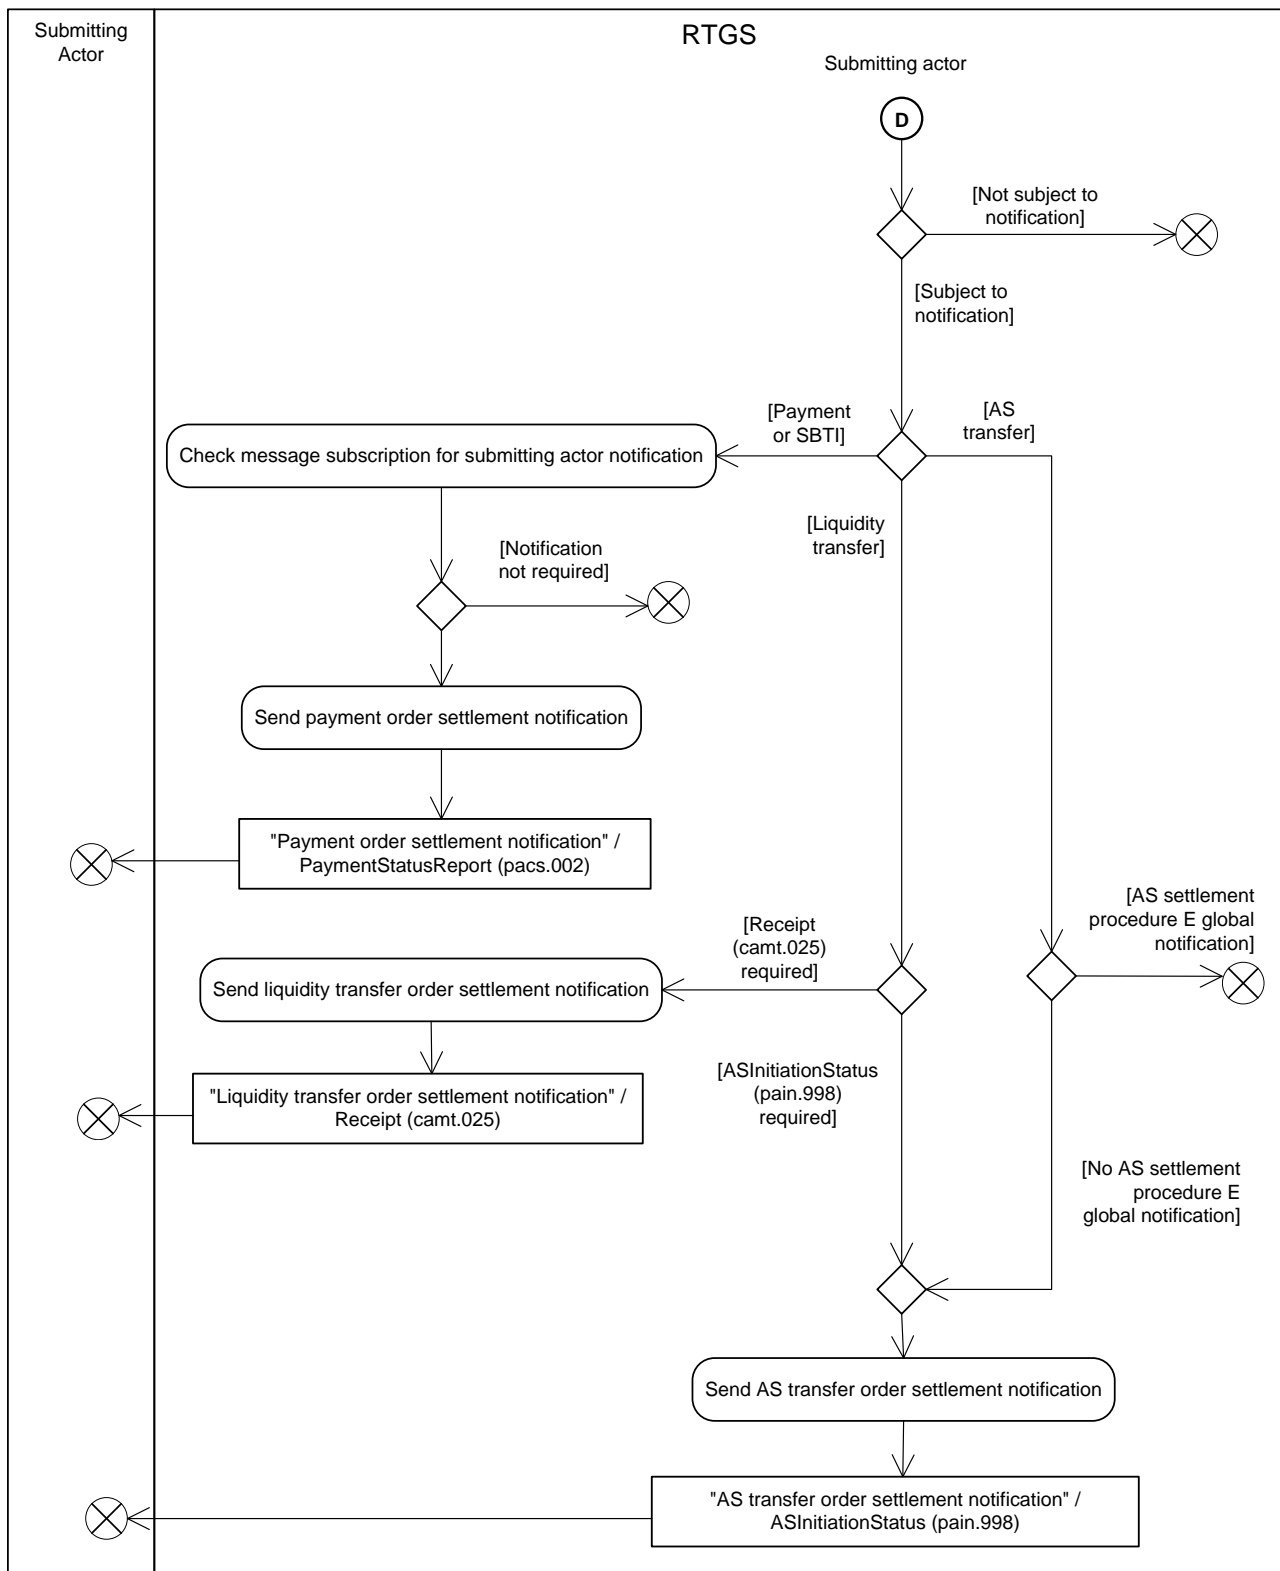 Submitting
Actor
RTGS
Submitting actor
D
[Not subject to
notification]
[Subject to
notification]
[Payment
or SBTI]
[AS
transfer]
Check message subscription for submitting actor notification
[Liquidity
transfer]
[Notification
not required]
Send payment order settlement notification
"Payment order settlement notification" /
PaymentStatusReport (pacs.002)
[AS settlement
procedure E global
notification]
[Receipt
(camt.025)
required]
Send liquidity transfer order settlement notification
[ASInitiationStatus
(pain.998)
required]
"Liquidity transfer order settlement notification" /
Receipt (camt.025)
[No AS settlement
procedure E
global notification]
Send AS transfer order settlement notification
"AS transfer order settlement notification" /
ASInitiationStatus (pain.998)